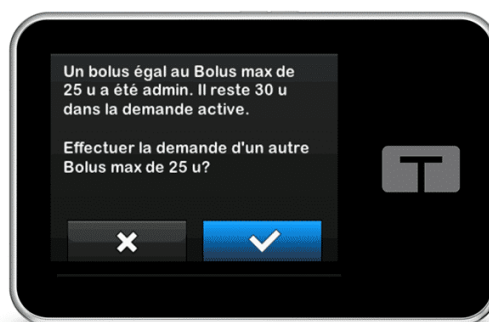 Un bolus égal au Bolus max de
25 u a été admin. Il reste 30 u
dans la demande active.
Effectuer la demande d'un autre
Bolus max de 25 u?